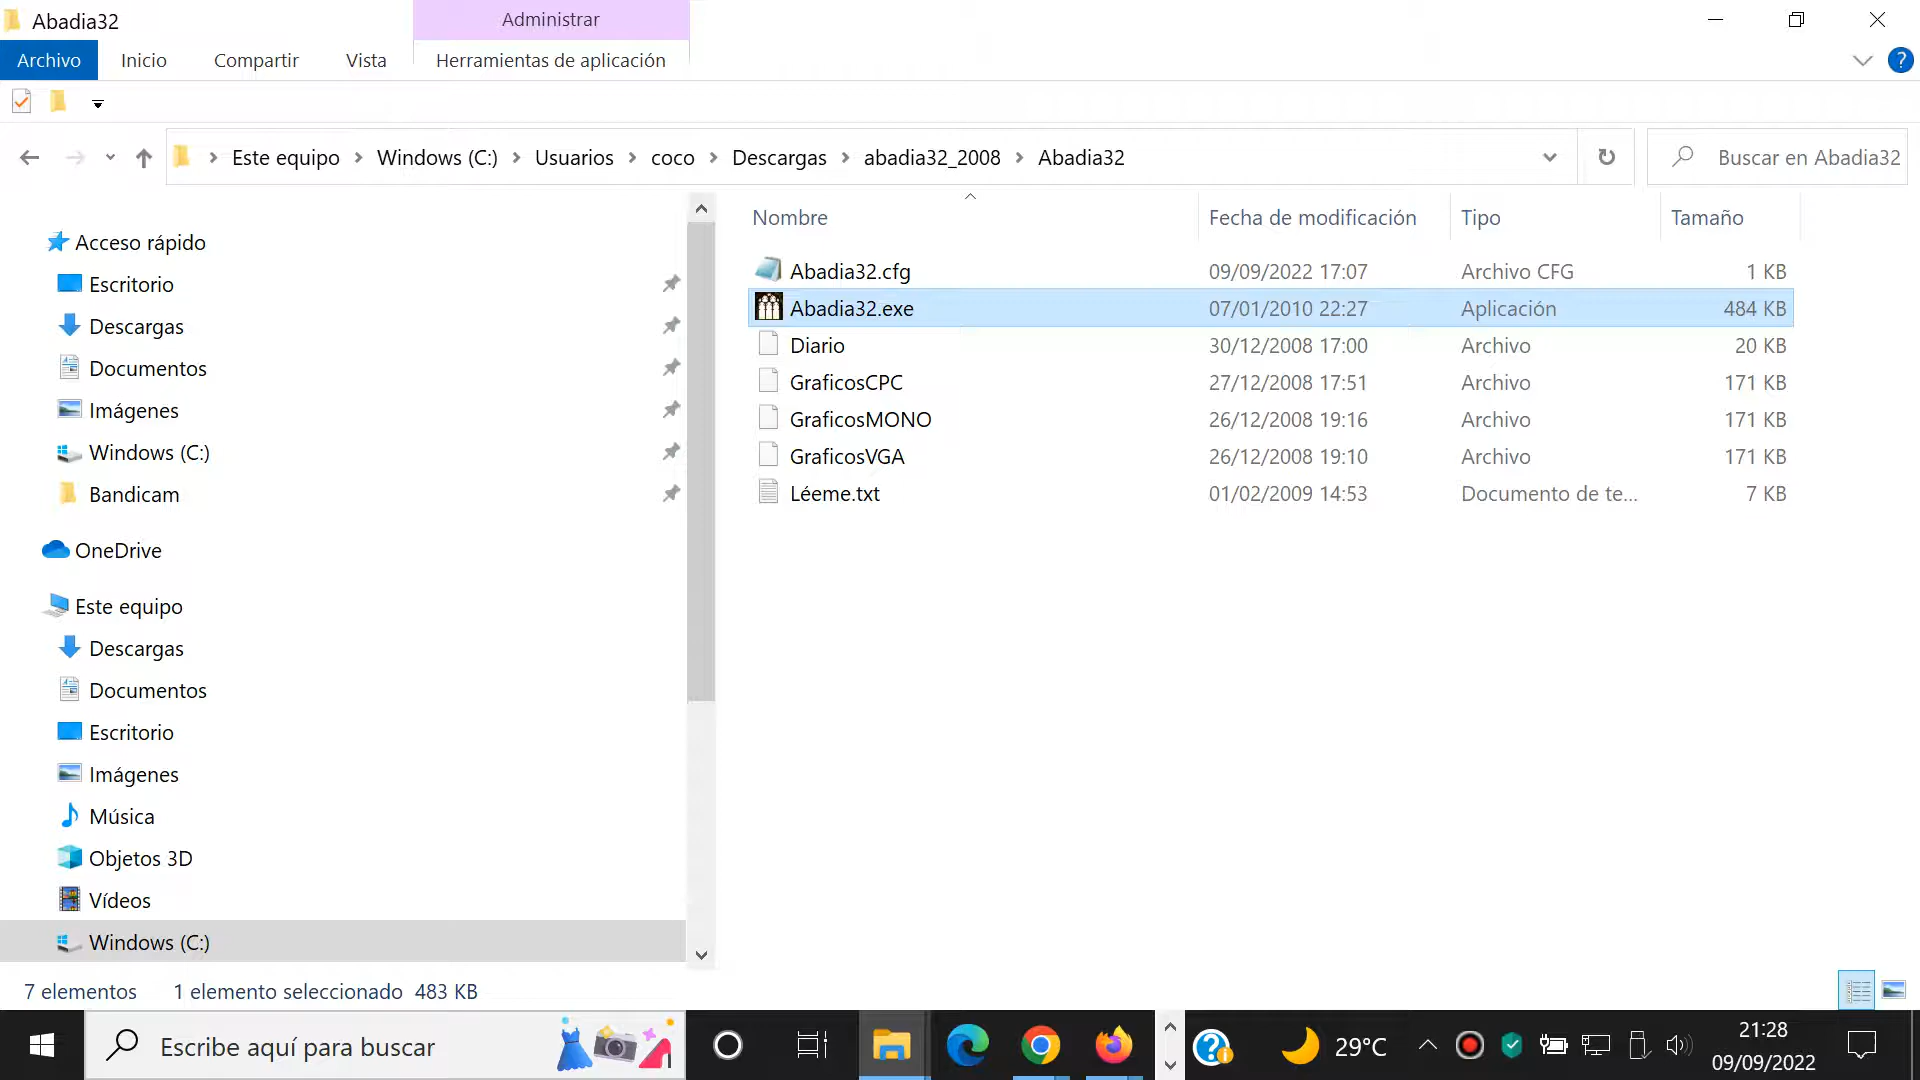 Abadia32
Administrar
Archivo
Inicio
Compartir
Vista
Herramientas de aplicación
?
Este equipo
Windows (C:)
Usuarios
coco
Descargas
abadia32_2008
Abadia32
Buscar en Abadia32
Acceso rápido
Escritorio
Descargas
Documentos
Imágenes
Windows (C:)
Bandicam
OneDrive
Este equipo
Descargas
Documentos
Escritorio
Imágenes
Música
Objetos 3D
Vídeos
Windows (C:)
Nombre Fecha de modificación Tipo Tamaño
Abadia32.cfg 09/09/2022 17:07 Archivo CFG 1 KB
Abadia32.exe 07/01/2010 22:27 Aplicación 484 KB
Diario 30/12/2008 17:00 Archivo 20 KB
GraficosCPC 27/12/2008 17:51 Archivo 171 KB
GraficosMONO 26/12/2008 19:16 Archivo 171 KB
GraficosVGA 26/12/2008 19:10 Archivo 171 KB
Léeme.txt 01/02/2009 14:53 Documento de te... 7 KB
7 elementos 1 elemento seleccionado 483 KB
Escribe aquí para buscar
?
29°C
21:28
09/09/2022